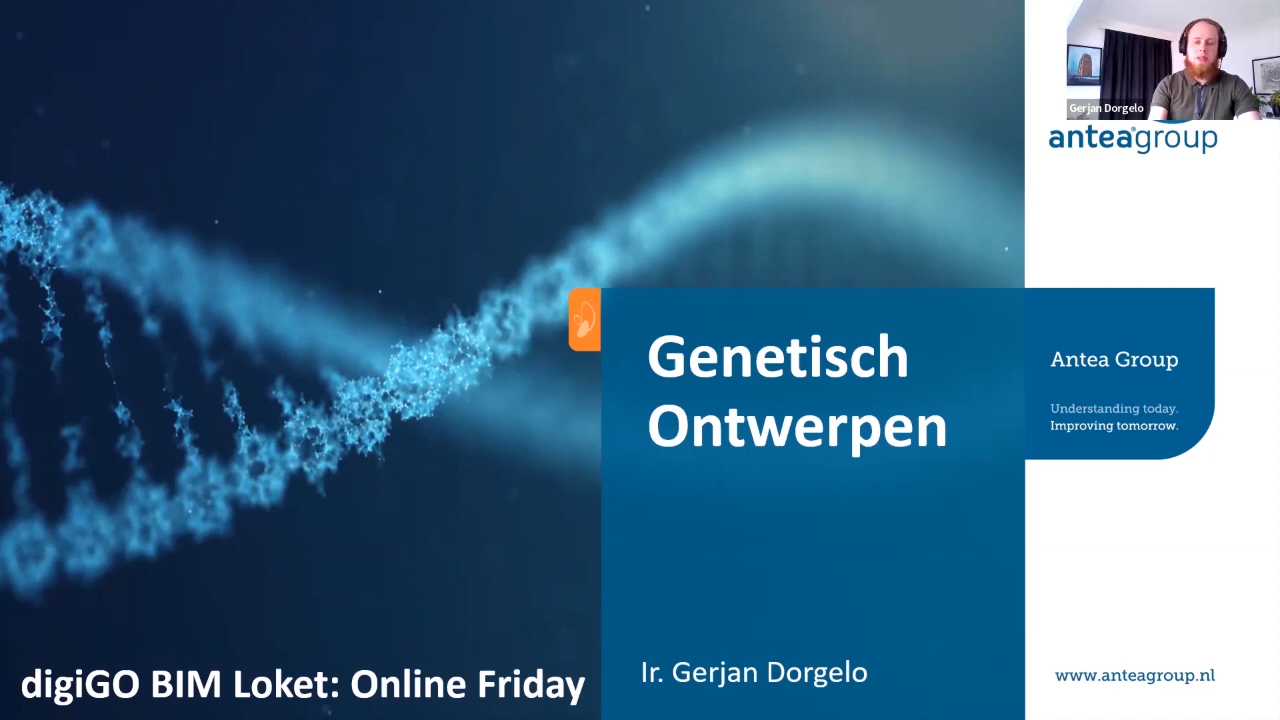 Gerjan Dorgelo
anteagroup
Genetisch
Ontwerpen
Antea Group
Understanding today.
Improving tomorrow.
digiGO BIM Loket: Online Friday
Ir. Gerjan Dorgelo
www.anteagroup.nl